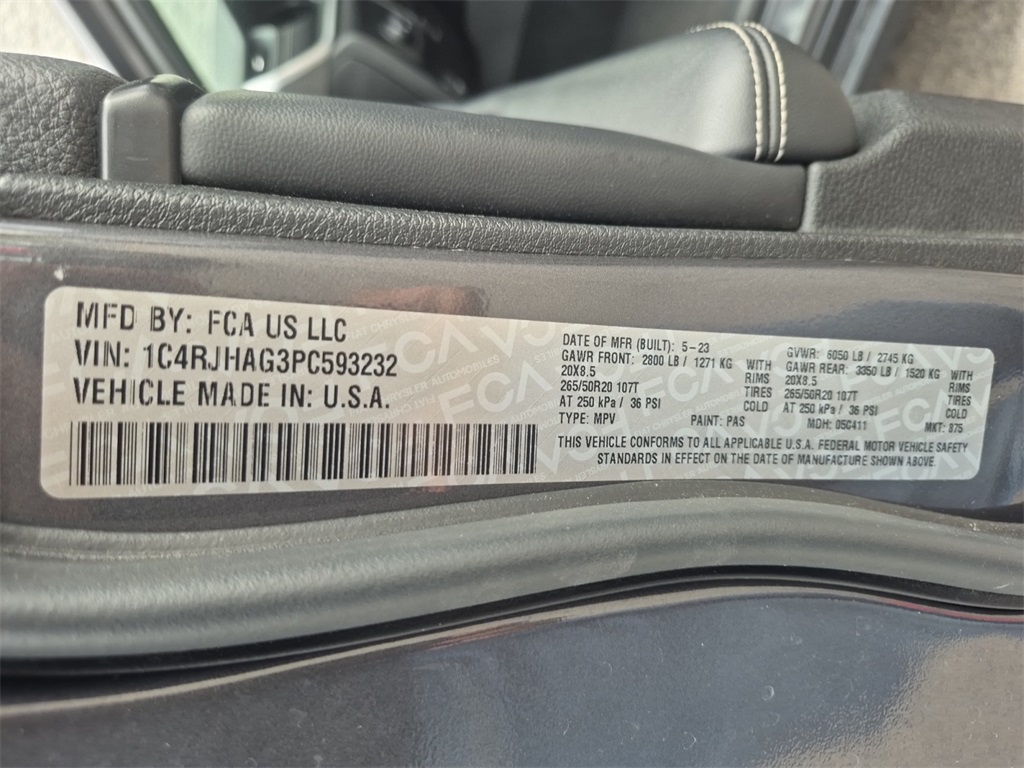 MFD BY: FCA US LLC
VIN: 1C4RJHAG3PC593232
VEHICLE MADE IN: U.S.A.
DATE OF MFR (BUILT): 5-23 GVWR: 6050 LB / 2745 KG
GAWR FRONT: 2800 LB / 1271 KG WITH GAWR REAR: 3350 LB / 1520 KG WITH
20X8.5 RIMS 20X8.5 RIMS
265/50R20 107T TIRES 265/50R20 107T TIRES
AT 250 kPa / 36 PSI COLD AT 250 kPa / 36 PSI COLD
TYPE: MPV PAINT: PAS MDH: 050411 MKT: 875
THIS VEHICLE CONFORMS TO ALL APPLICABLE U.S.A. FEDERAL MOTOR VEHICLE SAFETY
STANDARDS IN EFFECT ON THE DATE OF MANUFACTURE SHOWN ABOVE.